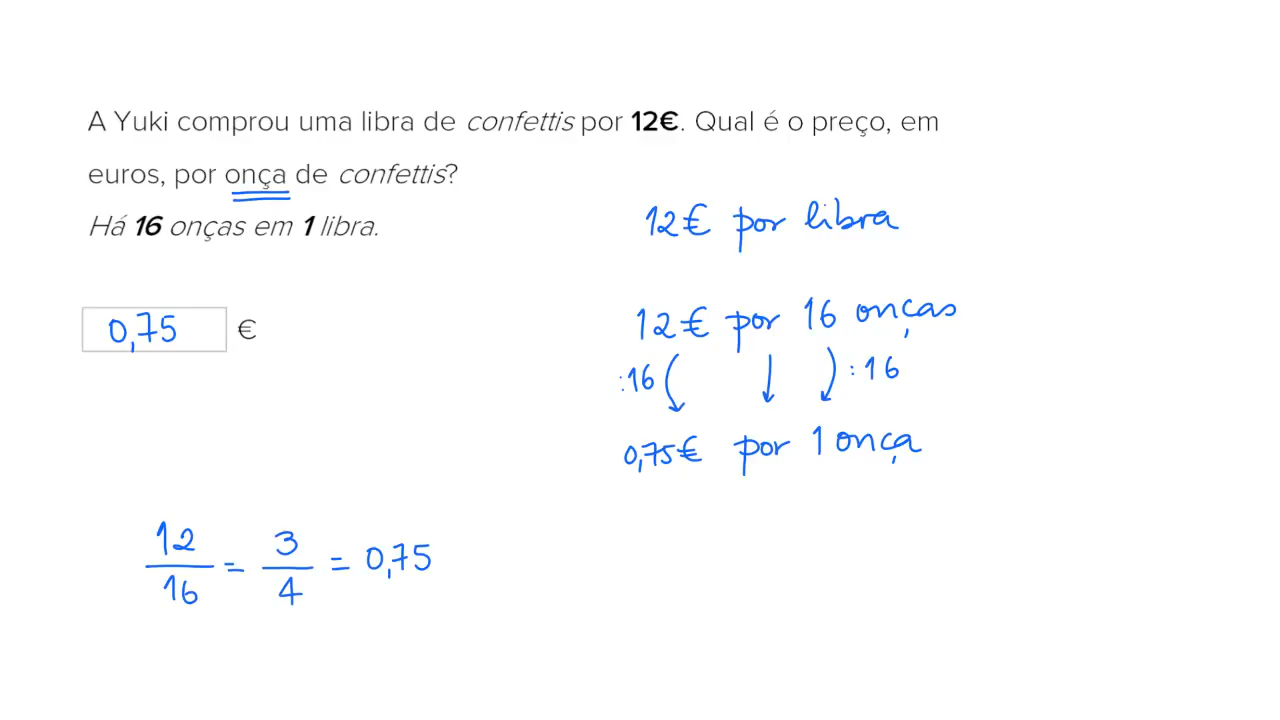 A Yuki comprou uma libra de confettis por 12€. Qual é o preço, em
euros, por onça de confettis?
Há 16 onças em 1 libra.
12€ por libra
12€ por 16 onças
0,75 €
:16 :16
0,75€ por 1 onça
12/16 = 3/4 = 0,75